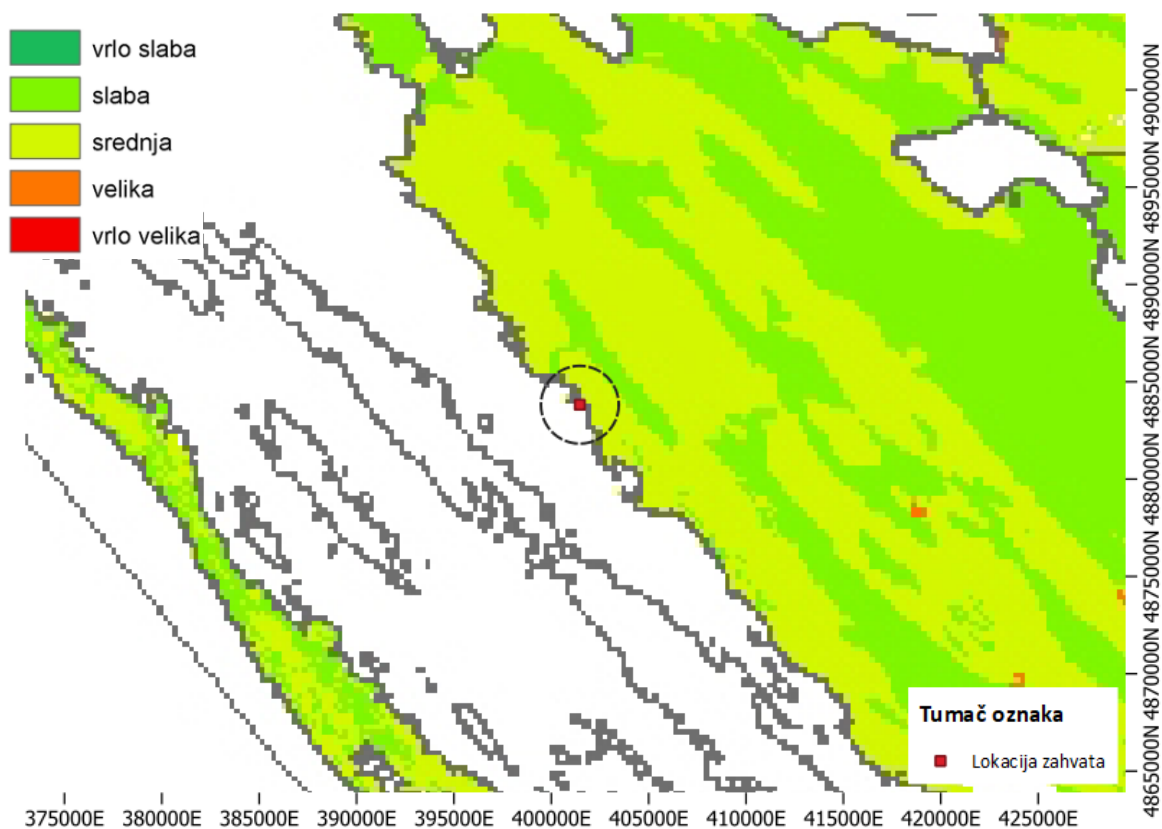 vrlo slaba
slaba
srednja
velika
vrlo velika
4900000N
4895000N
4890000N
4885000N
4880000N
4875000N
4870000N
4865000N
Tumač oznaka
Lokacija zahvata
375000E 380000E 385000E 390000E 395000E 400000E 405000E 410000E 415000E 420000E 425000E